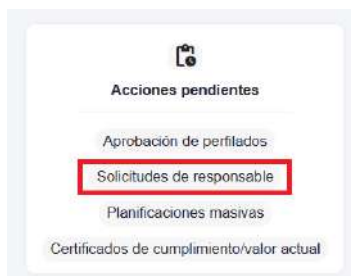 Acciones pendientes
Aprobación de perfilados
Solicitudes de responsable
Planificaciones masivas
Certificados de cumplimiento/valor actual